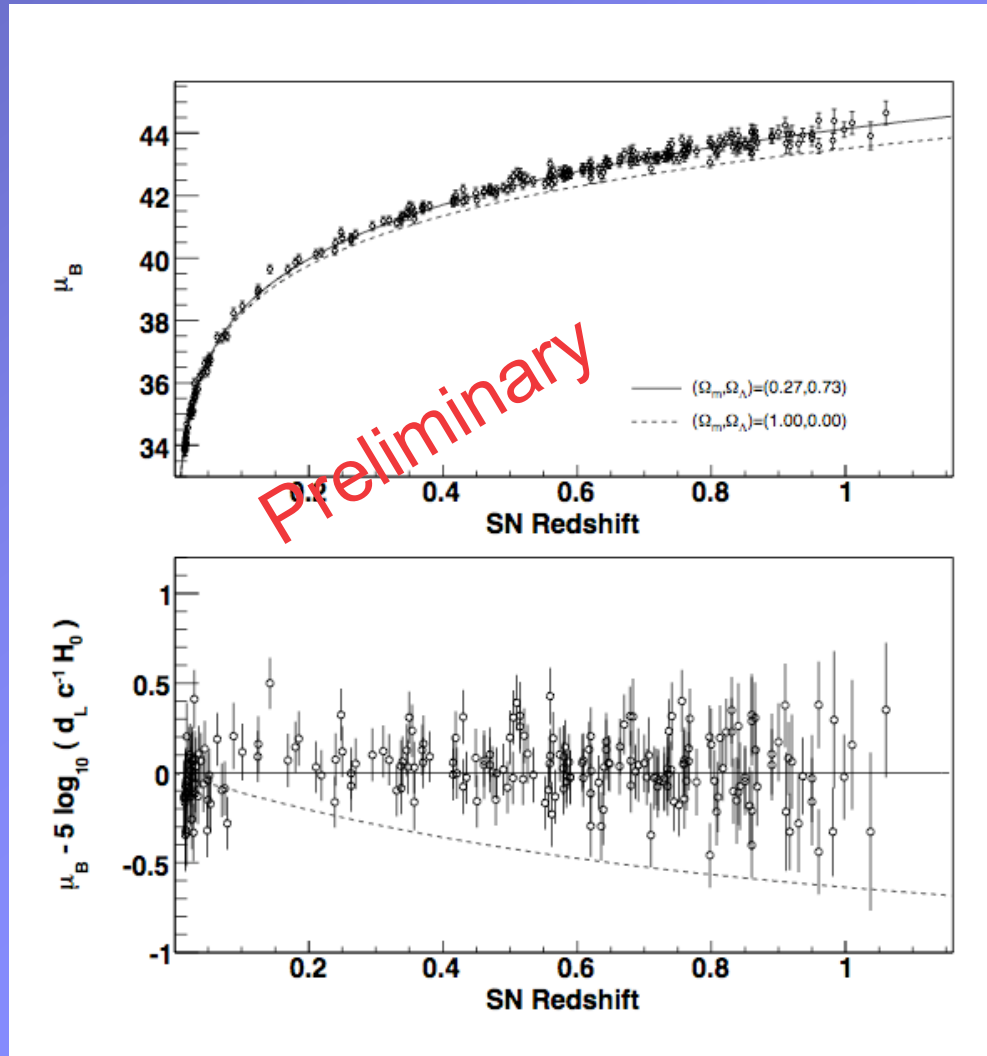 44
42
40
38
36
34
μB
(Ωm,ΩΛ)=(0.27,0.73)
(Ωm,ΩΛ)=(1.00,0.00)
Preliminary
0.2 0.4 0.6 0.8 1
SN Redshift
1
0.5
0
-0.5
-1
μB - 5 log10 ( dL c-1 H0 )
0.2 0.4 0.6 0.8 1
SN Redshift